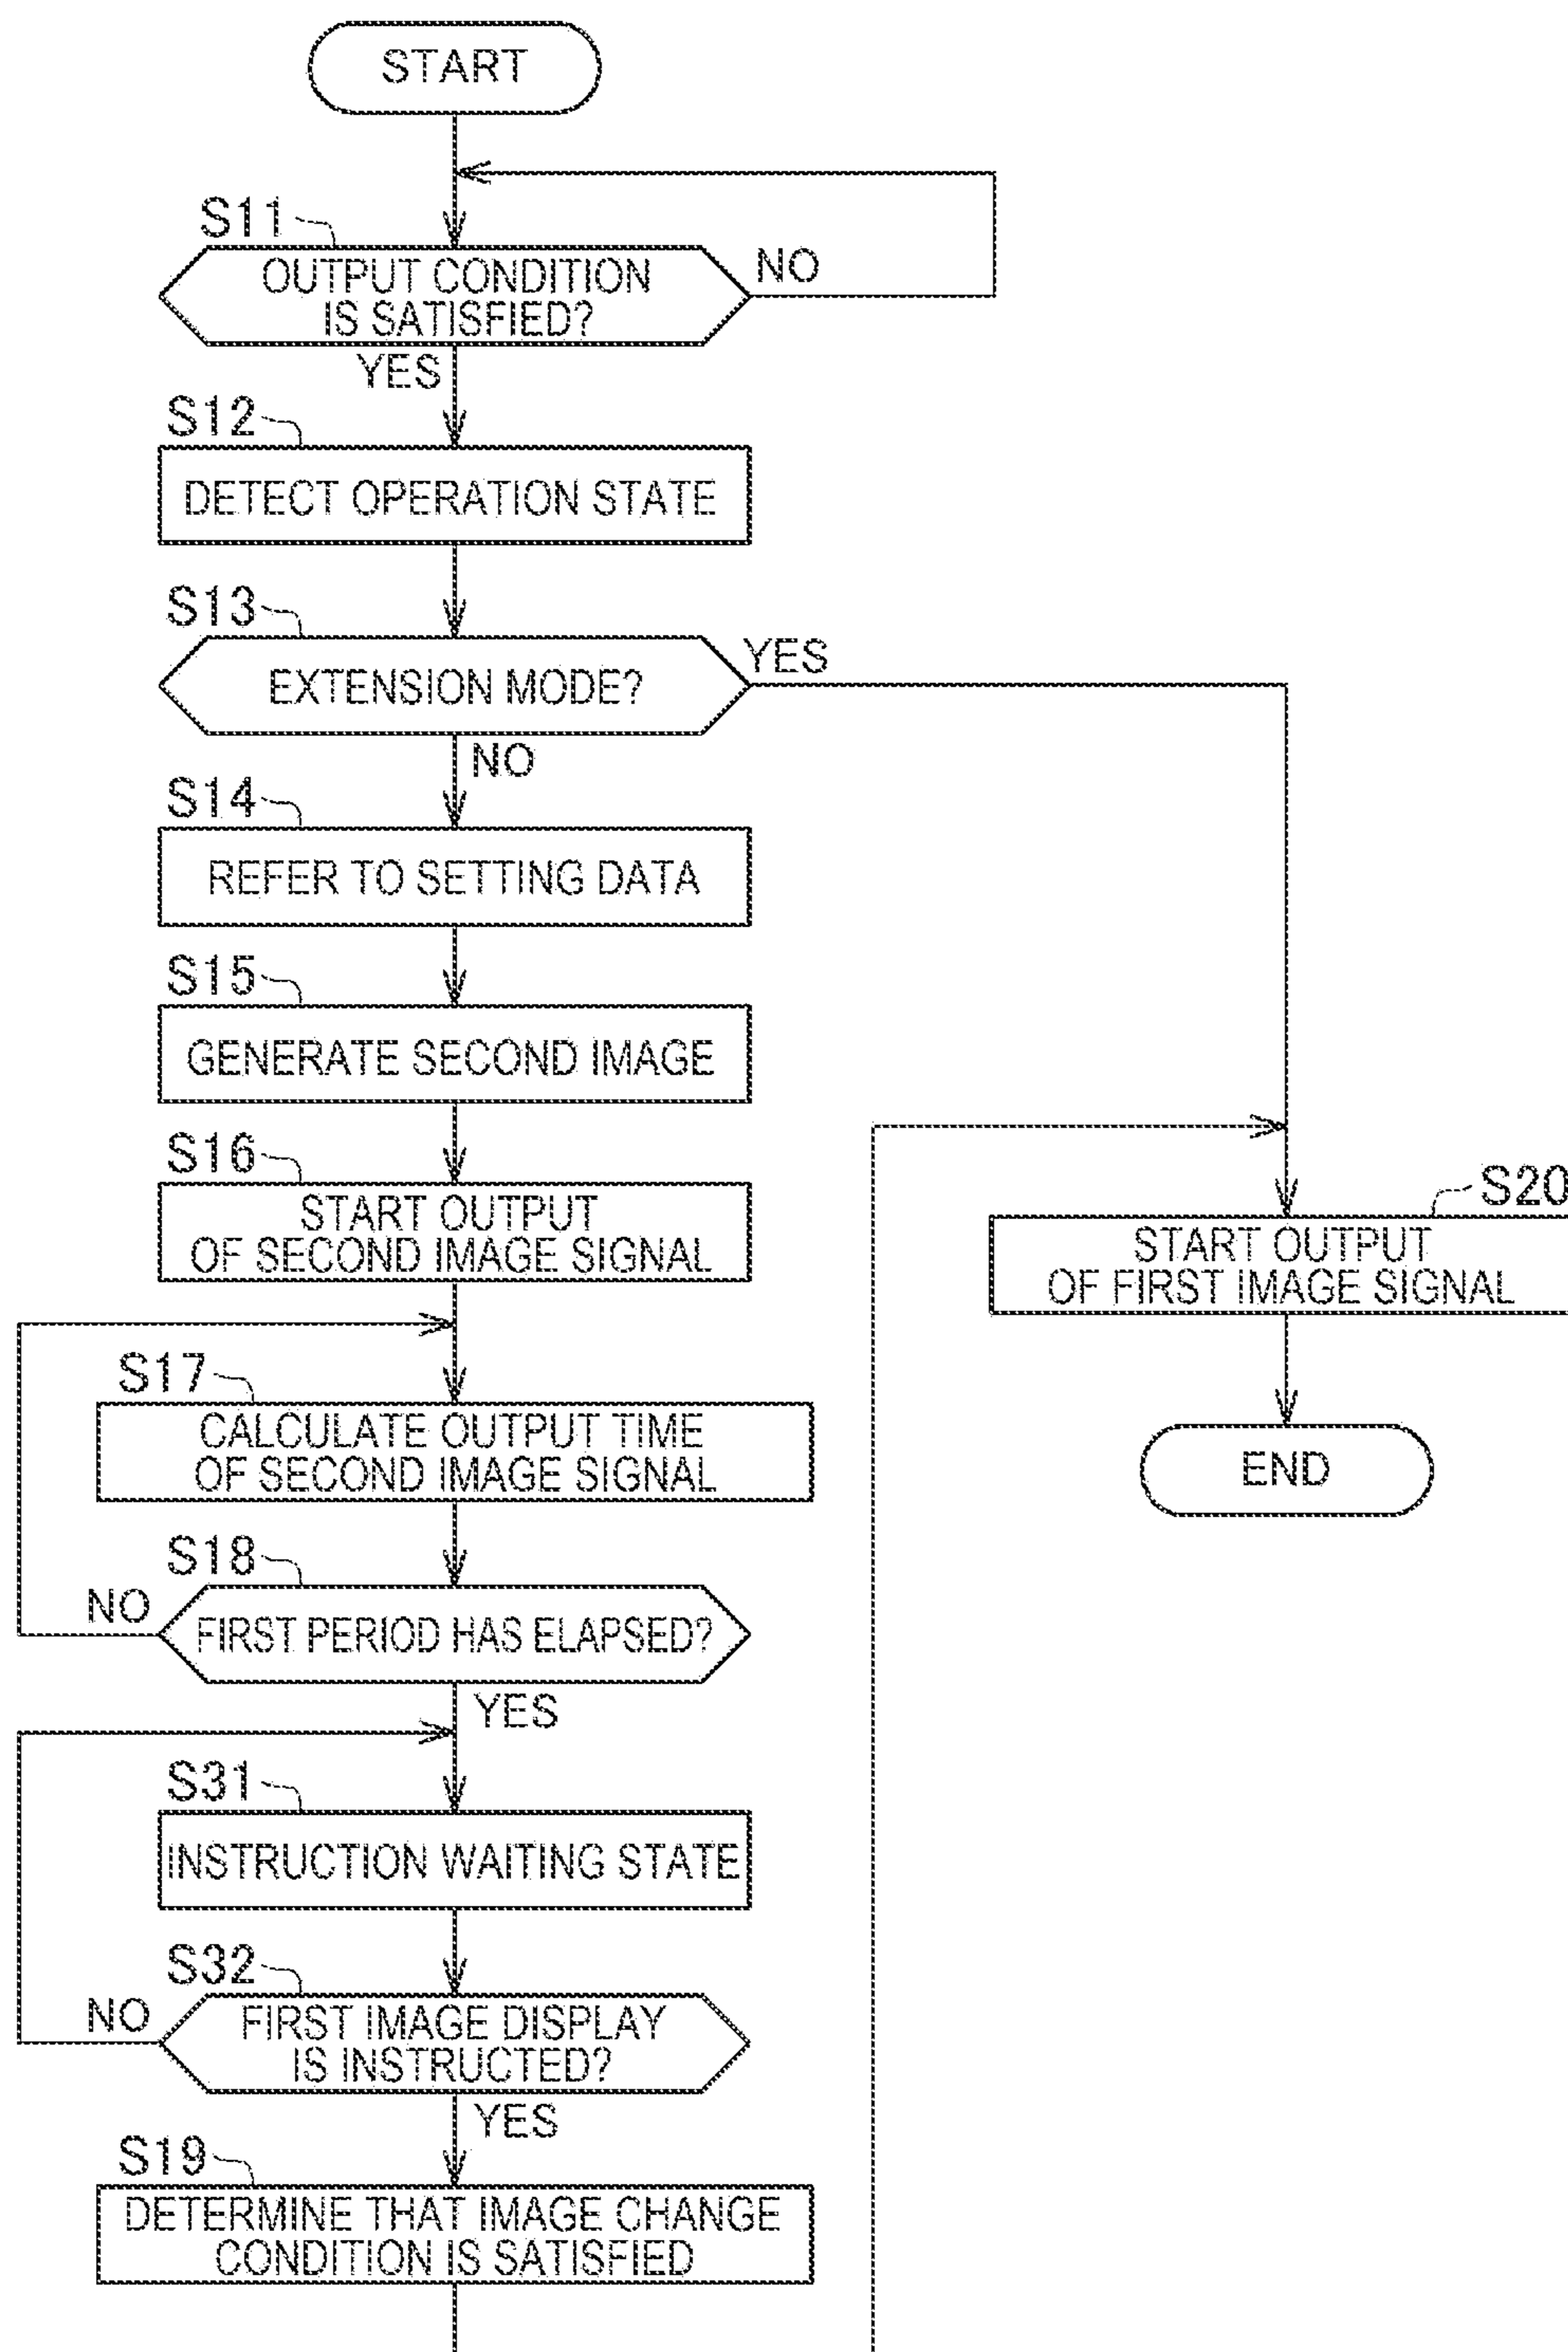 START
S11
OUTPUT CONDITION
IS SATISFIED?
NO
YES
S12
DETECT OPERATION STATE
S13
EXTENSION MODE?
YES
NO
S14
REFER TO SETTING DATA
S15
GENERATE SECOND IMAGE
S16
START OUTPUT
OF SECOND IMAGE SIGNAL
S17
CALCULATE OUTPUT TIME
OF SECOND IMAGE SIGNAL
S18
FIRST PERIOD HAS ELAPSED?
NO
YES
S31
INSTRUCTION WAITING STATE
S32
FIRST IMAGE DISPLAY
IS INSTRUCTED?
NO
YES
S19
DETERMINE THAT IMAGE CHANGE
CONDITION IS SATISFIED
S20
START OUTPUT
OF FIRST IMAGE SIGNAL
END